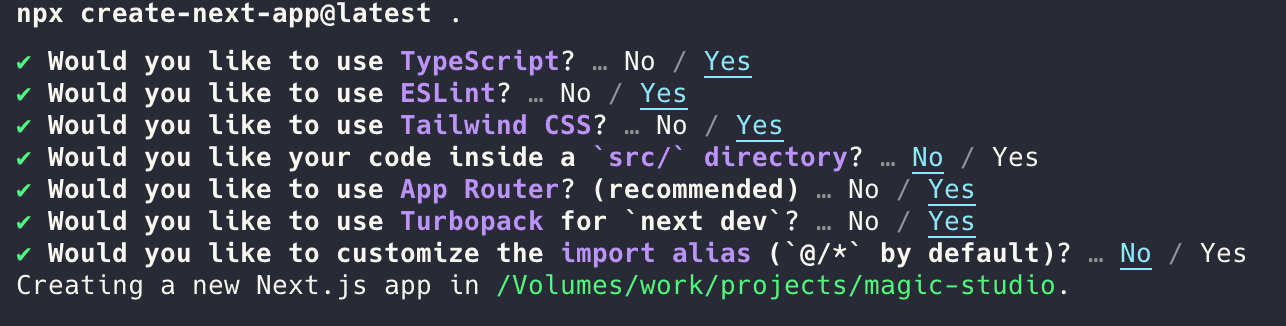 npx create-next-app@latest .
✔ Would you like to use TypeScript? … No / Yes
✔ Would you like to use ESLint? … No / Yes
✔ Would you like to use Tailwind CSS? … No / Yes
✔ Would you like your code inside a `src/` directory? … No / Yes
✔ Would you like to use App Router? (recommended) … No / Yes
✔ Would you like to use Turbopack for `next dev`? … No / Yes
✔ Would you like to customize the import alias (`@/*` by default)? … No / Yes
Creating a new Next.js app in /Volumes/work/projects/magic-studio.